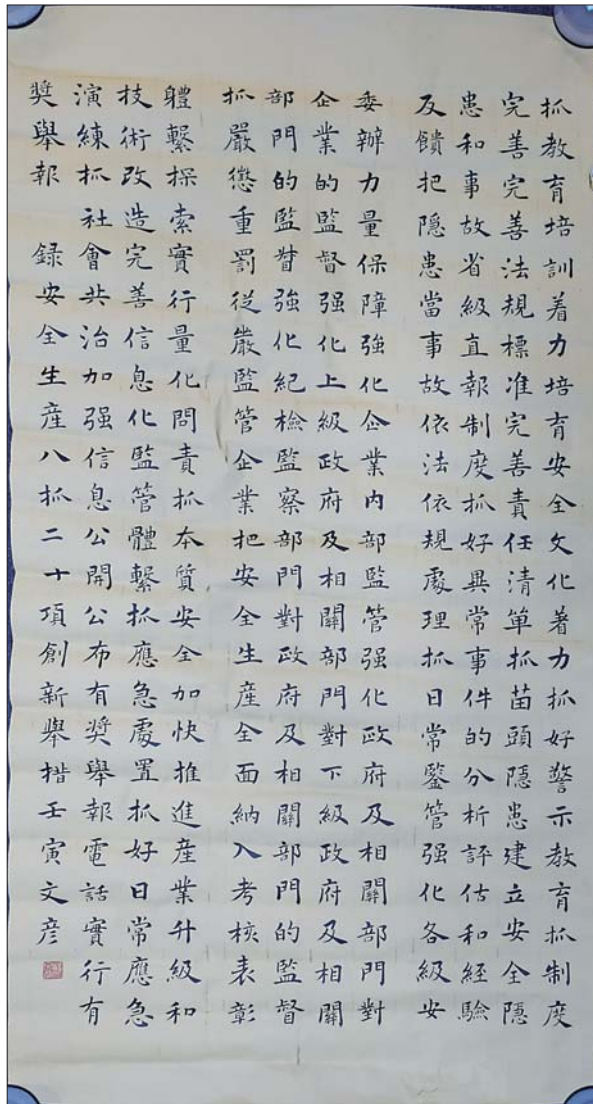 抓教育培訓着力培育安全文化著力抓好警示教育抓制度
完善完善法規標准完善責任清單抓苗頭隱患建立安全隱
患和事故省級直報制度抓好異常事件的分析評估和經驗
反饋把隱患當事故依法依規處理抓日常鑒管强化各級安
委辦力量保障強化企業内部監管强化政府及相關部門對
企業的監督强化上級政府及相關部門對下級政府及相關
部門的監督強化紀檢監察部門對政府及相關部門的監督
抓嚴懲重罰從嚴監管企業把安全生産全面納入考核表彰
體繫探索實行量化問責抓本質安全加快推進産業升級和
技術改造完善信息化監管體繫抓應急處置抓好日常應急
演練抓社會共治加强信息公開公布有奬舉報電話實行有
奬舉報 録安全生産八抓二十項創新舉措壬寅文彦